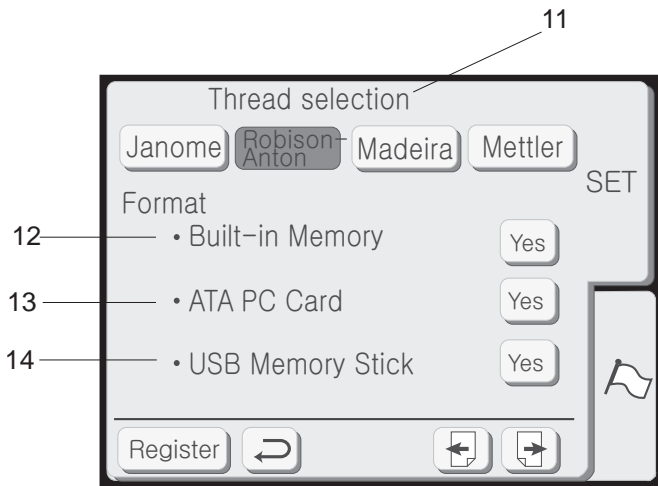 11
Thread selection
Janome Robison-Anton Madeira Mettler
SET
Format
12 • Built-in Memory Yes
13 • ATA PC Card Yes
14 • USB Memory Stick Yes
Register